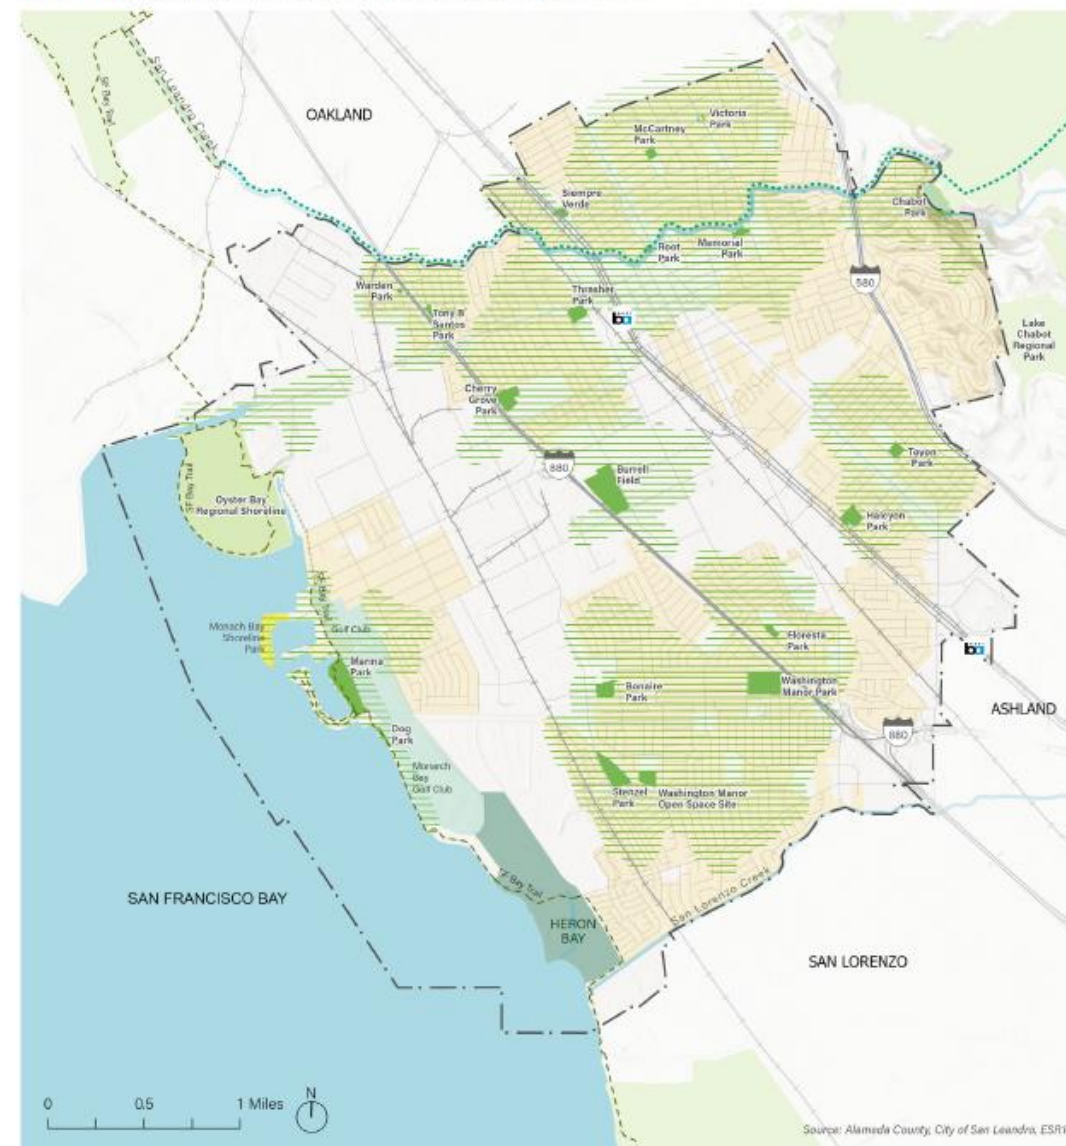 SF Bay Trail
San Leandro Creek
OAKLAND
McCartney
Park
Victoria
Park
Siempre
Verde
Chabot
Park
Root
Park
Memorial
Park
Warden
Park
Tony B
Santos
Park
Thrasher
Park
580
Lake
Chabot
Regional
Park
Cherry
Grove
Park
880
Burrell
Field
Toyon
Park
Halcyon
Park
SF Bay Trail
Oyster Bay
Regional Shoreline
SF Bay Trail
Monach Bay
Shoreline
Park
Golf Club
Marina
Park
Floresta
Park
Bonaire
Park
Washington
Manor Park
ASHLAND
880
Dog
Park
Monarch
Bay
Golf Club
Stenzel
Park
Washington Manor
Open Space Site
SF Bay Trail
SAN FRANCISCO BAY
HERON
BAY
San Lorenzo Creek
SAN LORENZO
0 0.5 1 Miles
N
Source: Alameda County, City of San Leandro, ESRI